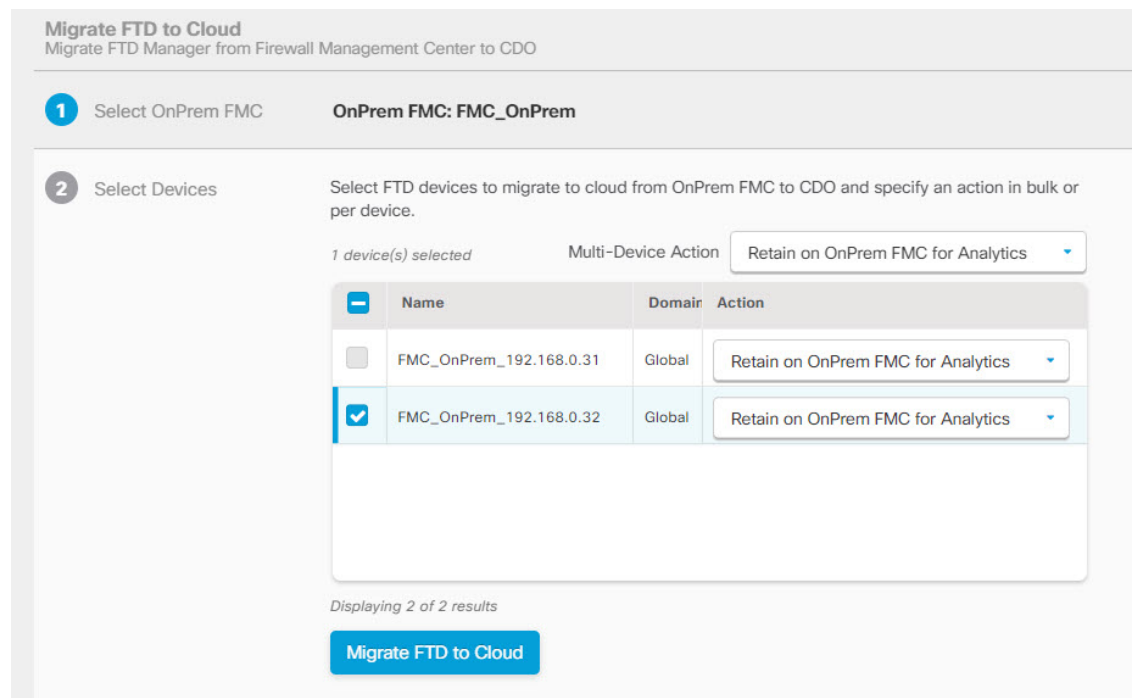 Migrate FTD to Cloud
Migrate FTD Manager from Firewall Management Center to CDO
1 Select OnPrem FMC OnPrem FMC: FMC_OnPrem
2 Select Devices Select FTD devices to migrate to cloud from OnPrem FMC to CDO and specify an action in bulk or
per device.
1 device(s) selected Multi-Device Action Retain on OnPrem FMC for Analytics
Name Domain Action
FMC_OnPrem_192.168.0.31 Global Retain on OnPrem FMC for Analytics
FMC_OnPrem_192.168.0.32 Global Retain on OnPrem FMC for Analytics
Displaying 2 of 2 results
Migrate FTD to Cloud